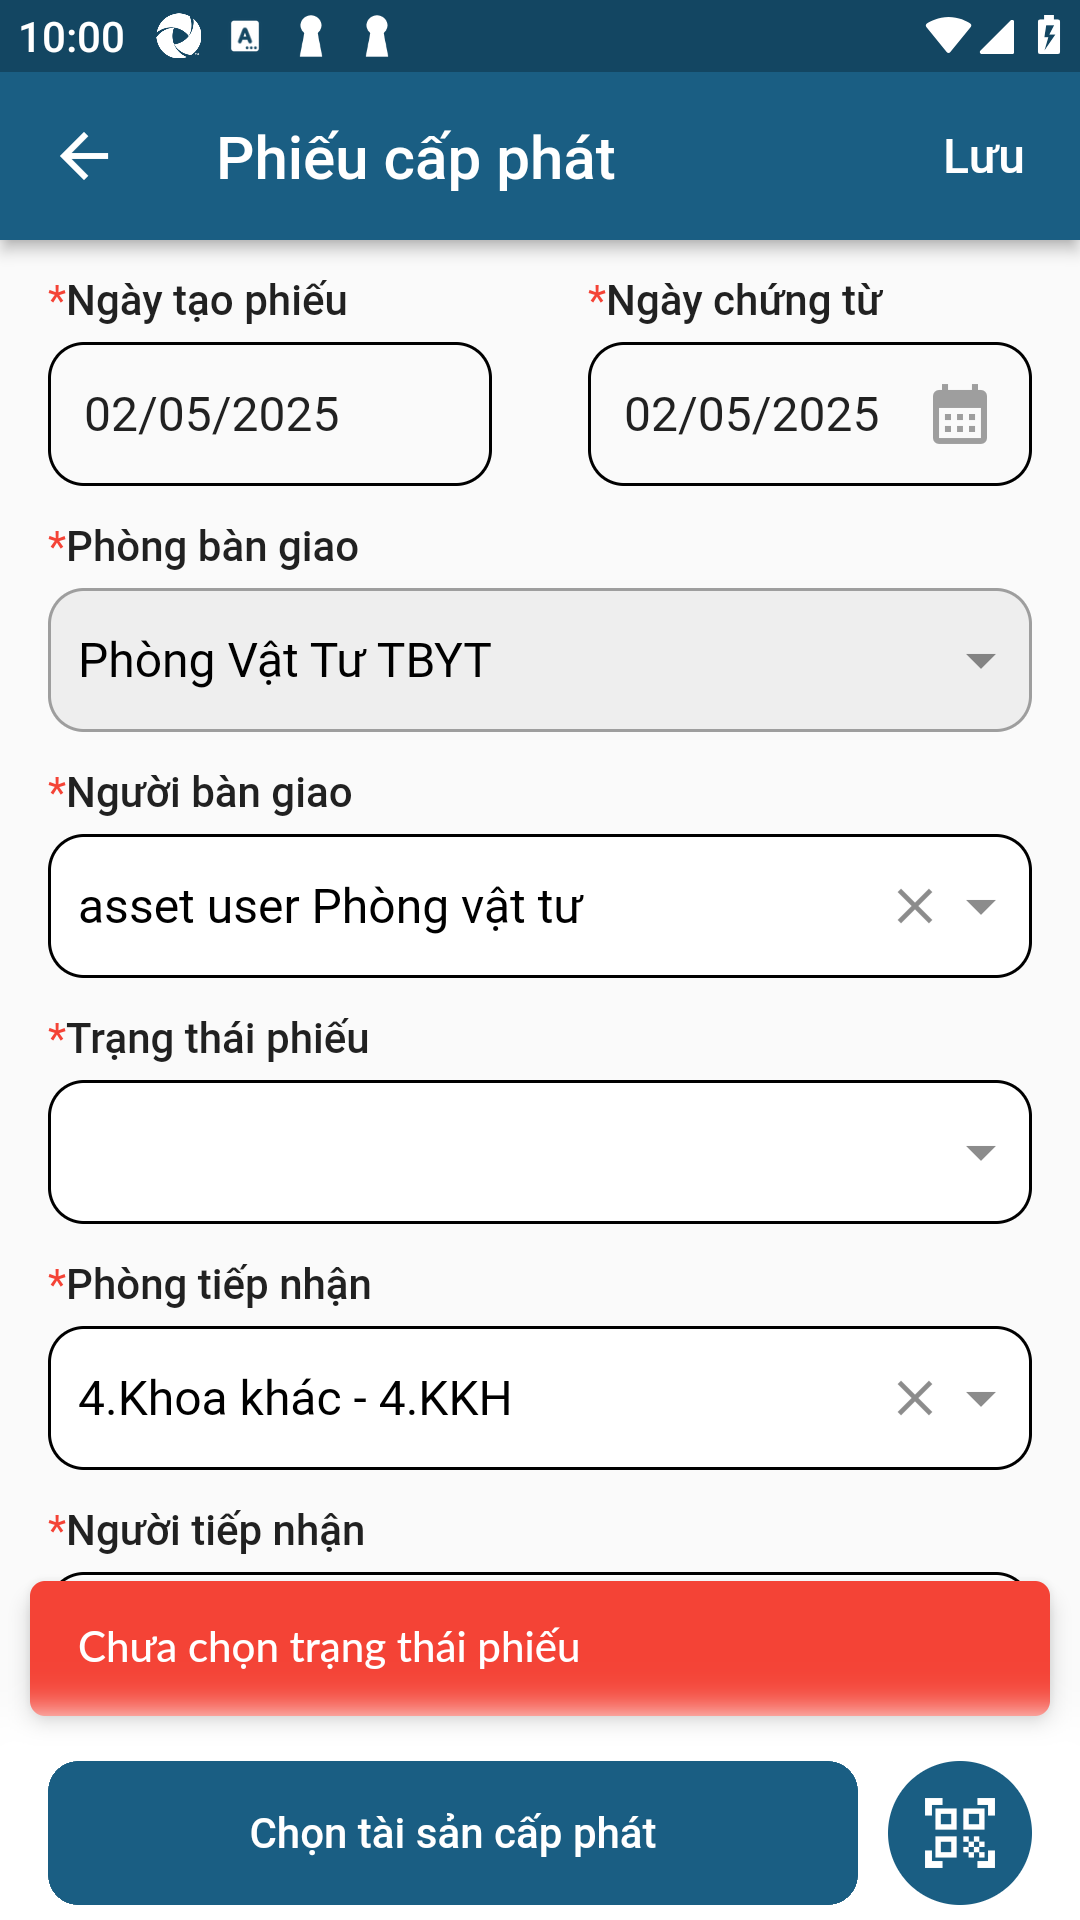 10:00
Phiếu cấp phát
Lưu
*Ngày tạo phiếu
*Ngày chứng từ
02/05/2025
02/05/2025
*Phòng bàn giao
Phòng Vật Tư TBYT
*Người bàn giao
asset user Phòng vật tư
*Trạng thái phiếu
*Phòng tiếp nhận
4.Khoa khác - 4.KKH
*Người tiếp nhận
Chưa chọn trạng thái phiếu
Chọn tài sản cấp phát